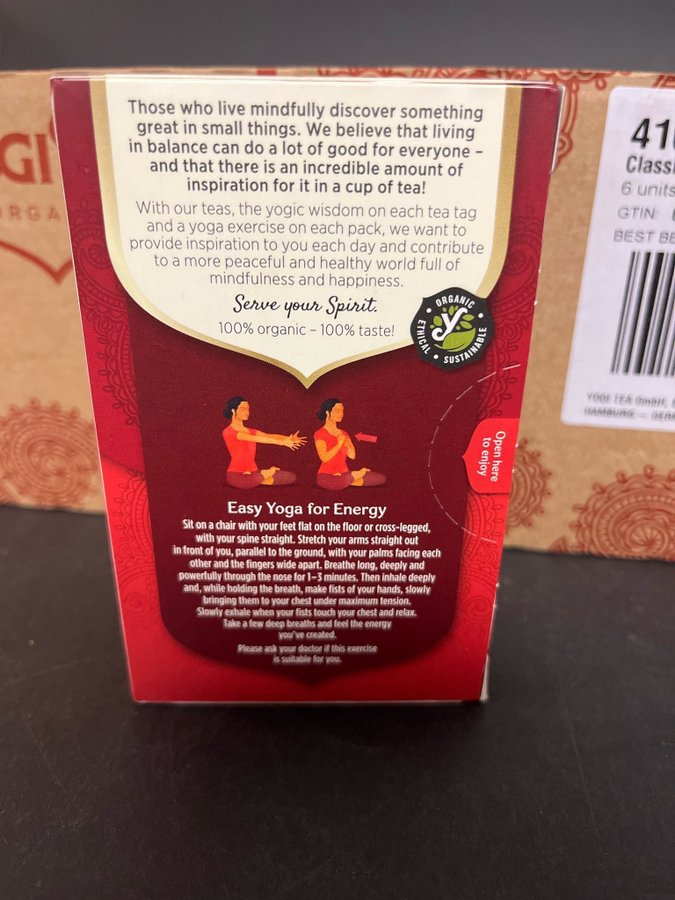 Those who live mindfully discover something
great in small things. We believe that living
in balance can do a lot of good for everyone –
and that there is an incredible amount of
inspiration for it in a cup of tea!
With our teas, the yogic wisdom on each tea tag
and a yoga exercise on each pack, we want to
provide inspiration to you each day and contribute
to a more peaceful and healthy world full of
mindfulness and happiness.
Serve your Spirit.
100% organic – 100% taste!
ORGANIC
ETHICAL • SUSTAINABLE
y
Open here
to enjoy
Easy Yoga for Energy
Sit on a chair with your feet flat on the floor or cross-legged,
with your spine straight. Stretch your arms straight out
in front of you, parallel to the ground, with your palms facing each
other and the fingers wide apart. Breathe long, deeply and
powerfully through the nose for 1–3 minutes. Then inhale deeply
and, while holding the breath, make fists of your hands, slowly
bringing them to your chest under maximum tension.
Slowly exhale when your fists touch your chest and relax.
Take a few deep breaths and feel the energy
you've created.
Please ask your doctor if this exercise
is suitable for you.
GI
ORGA
41
Classi
6 units
GTIN:
BEST BE
YOGI TEA GmbH,
HAMBURG – GER